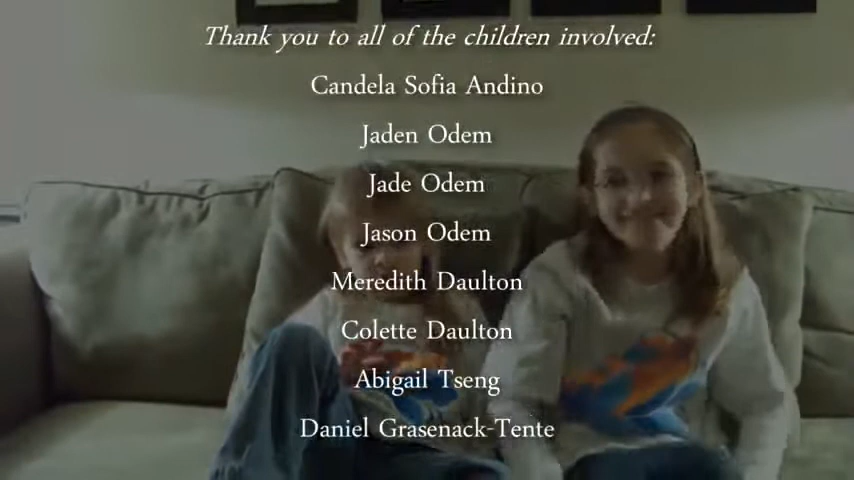 Thank you to all of the children involved:
Candela Sofia Andino
Jaden Odem
Jade Odem
Jason Odem
Meredith Daulton
Colette Daulton
Abigail Tseng
Daniel Grasenack-Tente